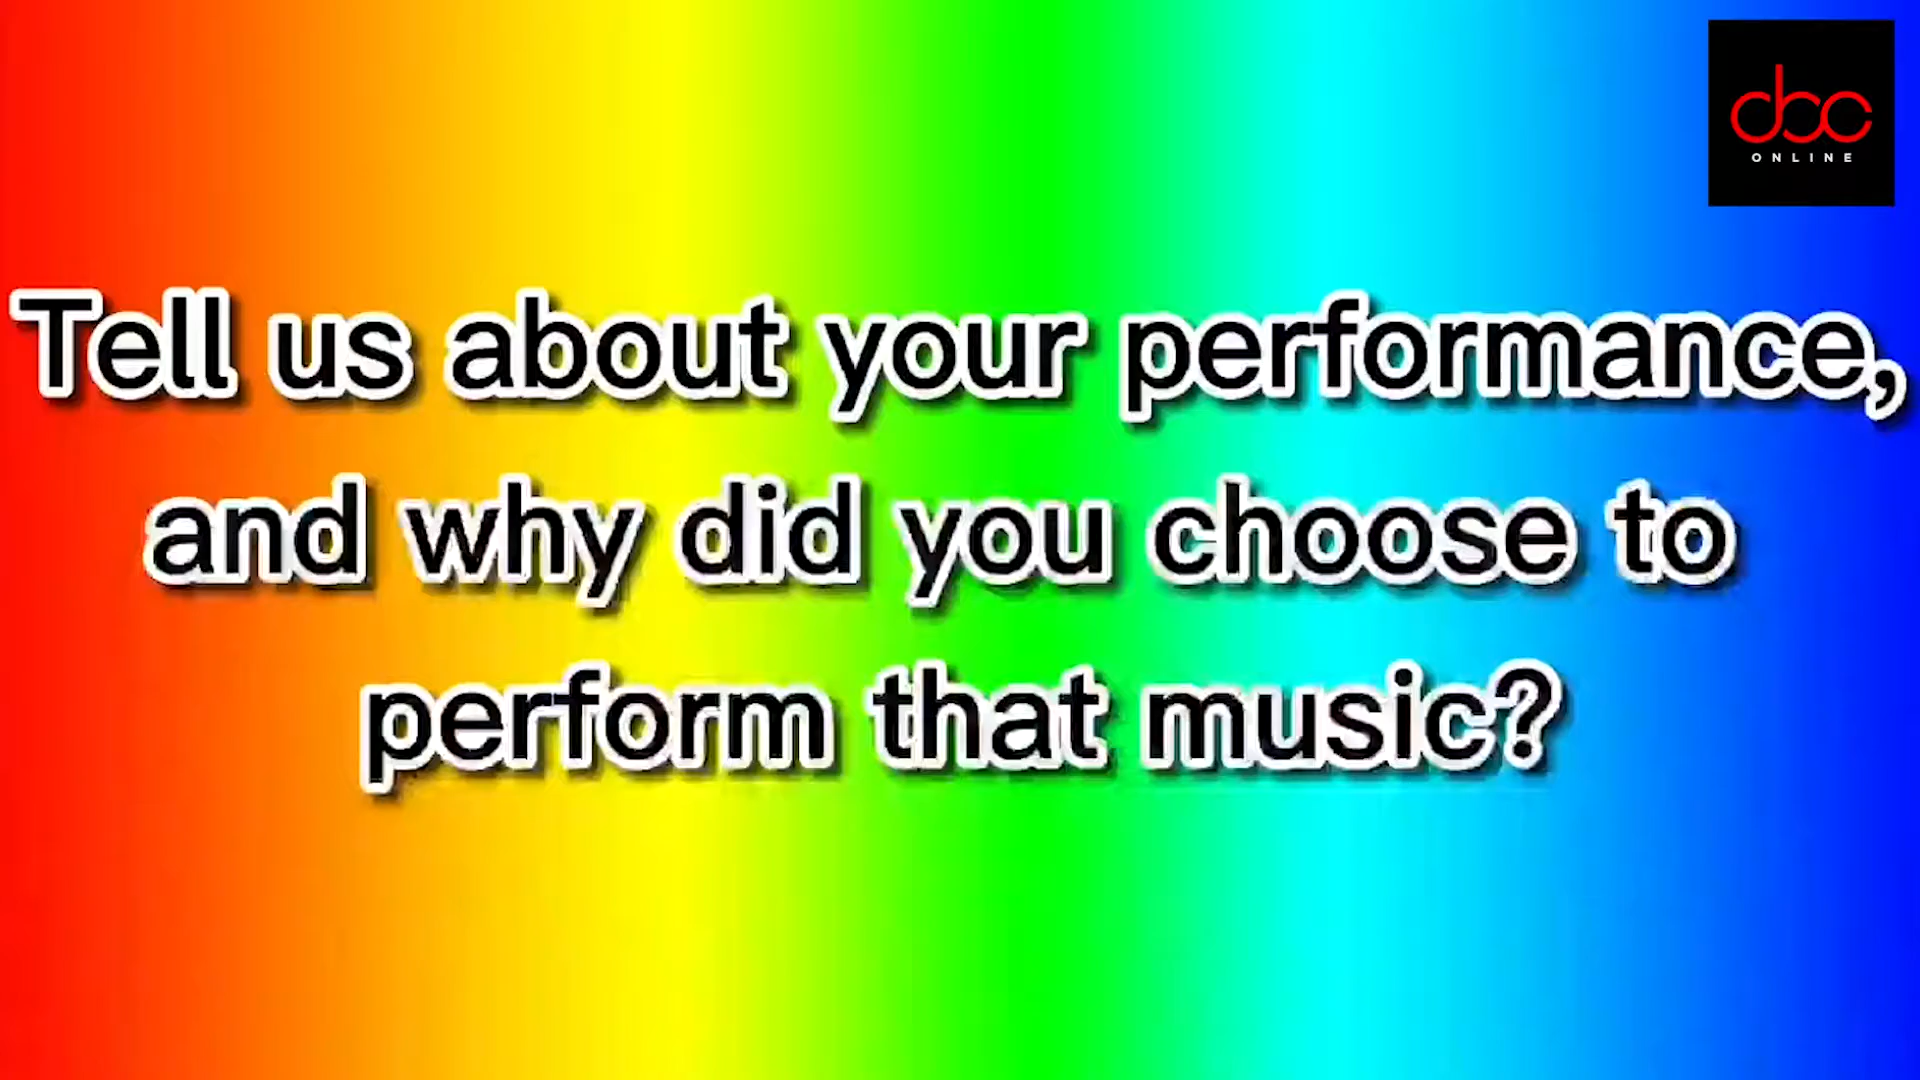 dbc
ONLINE
Tell us about your performance,
and why did you choose to
perform that music?